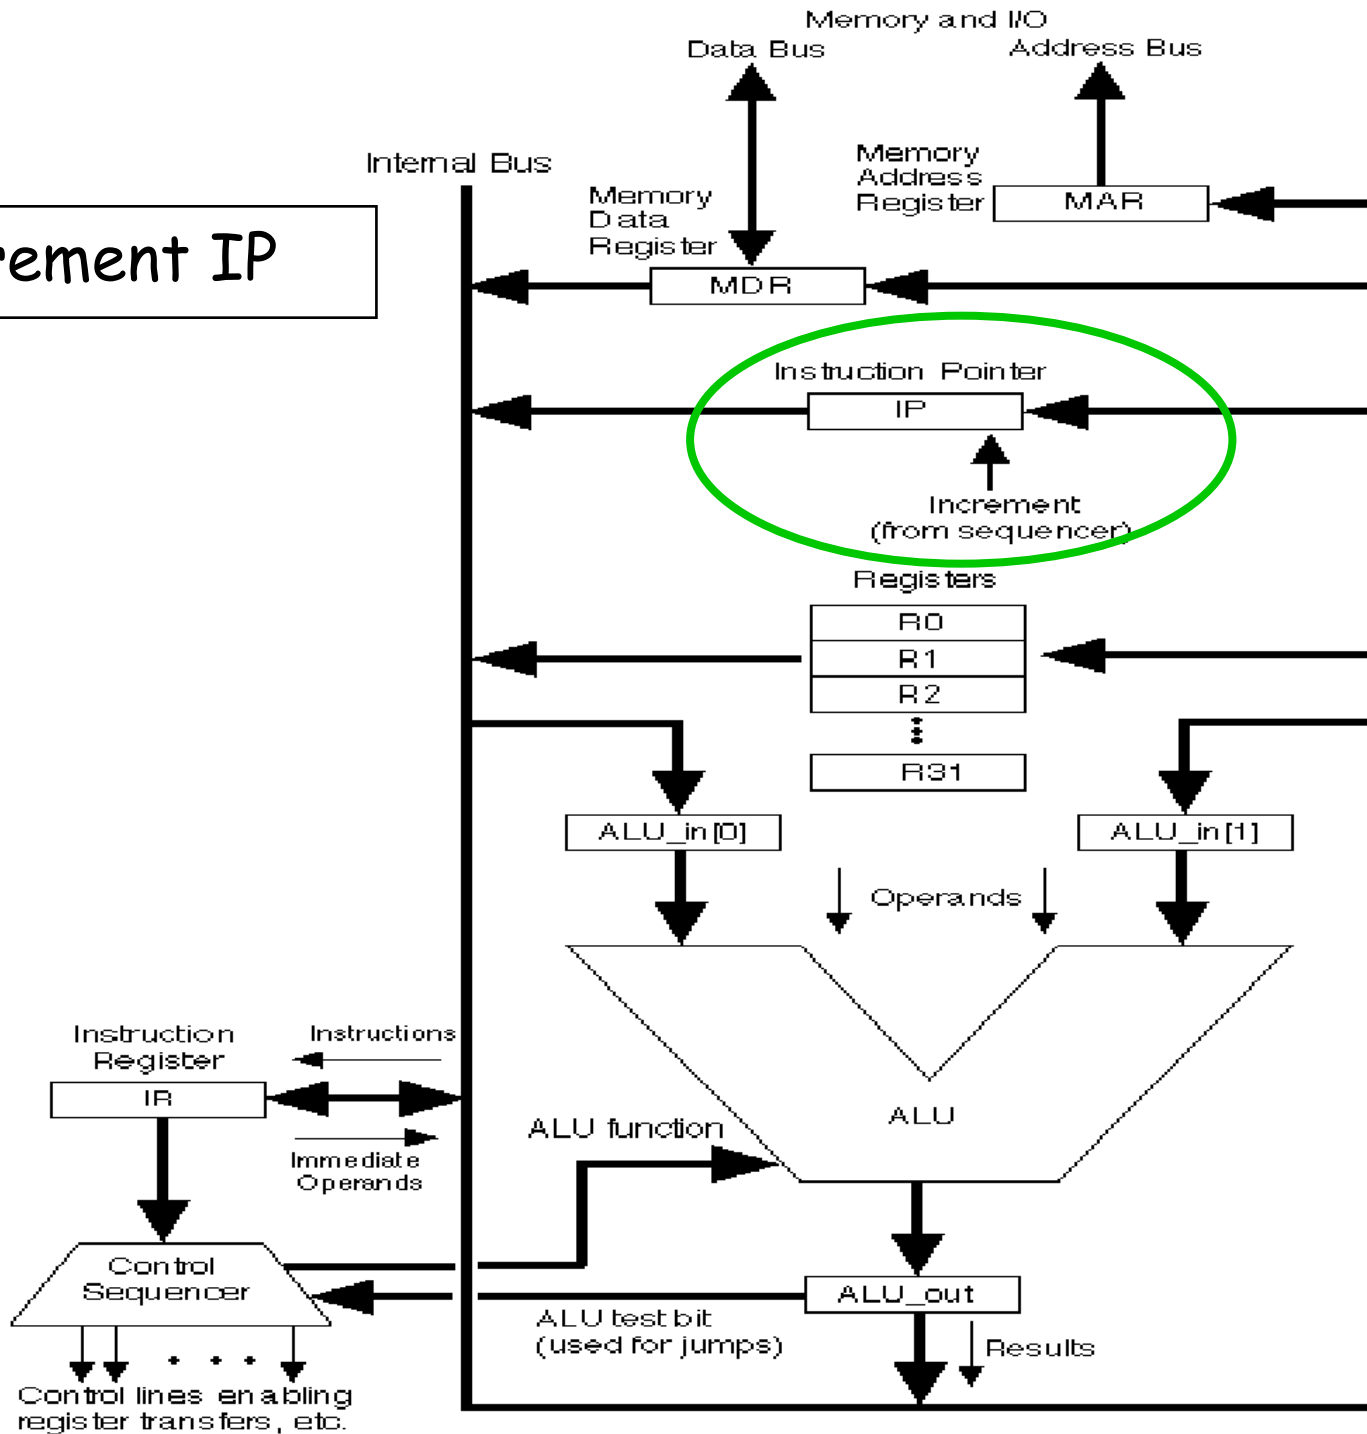 Memory and I/O
Data Bus
Address Bus
Internal Bus
Memory
Address
Register
MAR
Memory
Data
Register
MDR
rement IP
Instruction Pointer
IP
Increment
(from sequencer)
Registers
R0
R1
R2
R31
ALU_in[0]
ALU_in[1]
Operands
Instruction
Register
Instructions
IR
Immediate
Operands
ALU function
ALU
Control
Sequencer
ALU_out
ALU test bit
(used for jumps)
Results
Control lines enabling
register transfers, etc.